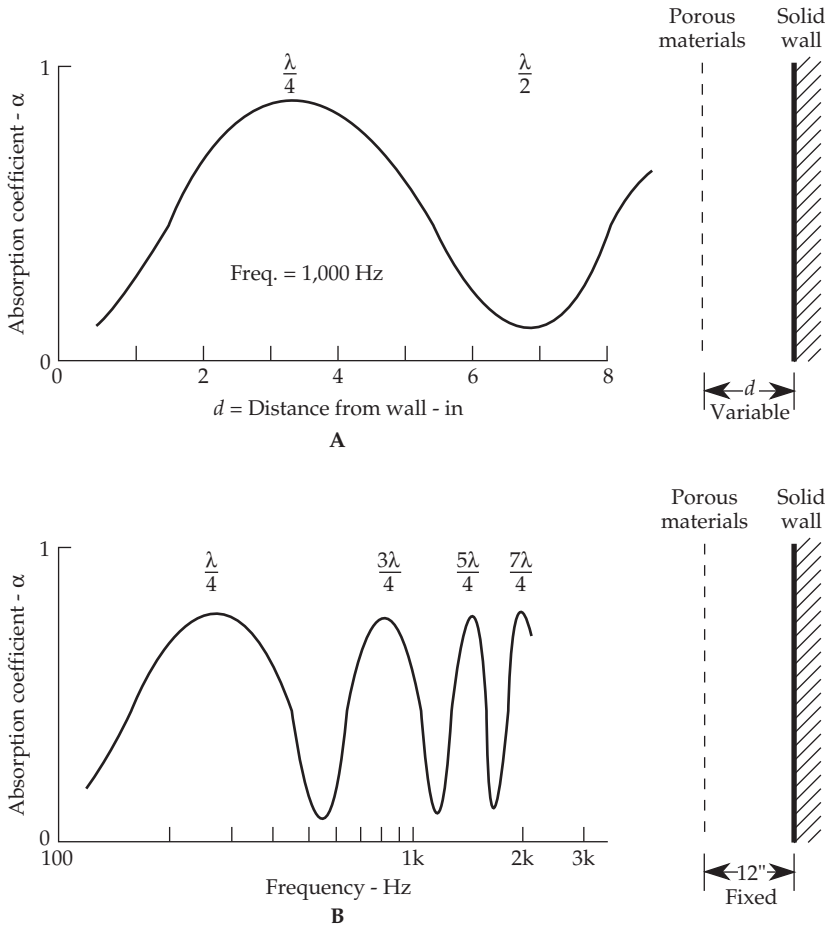 Porous materials
Solid wall
Absorption coefficient - α
1
0
λ/4
λ/2
Freq. = 1,000 Hz
0 2 4 6 8
d = Distance from wall - in
d
Variable
A
Porous materials
Solid wall
Absorption coefficient - α
1
0
λ/4 3λ/4 5λ/4 7λ/4
100 1k 2k 3k
Frequency - Hz
12"
Fixed
B